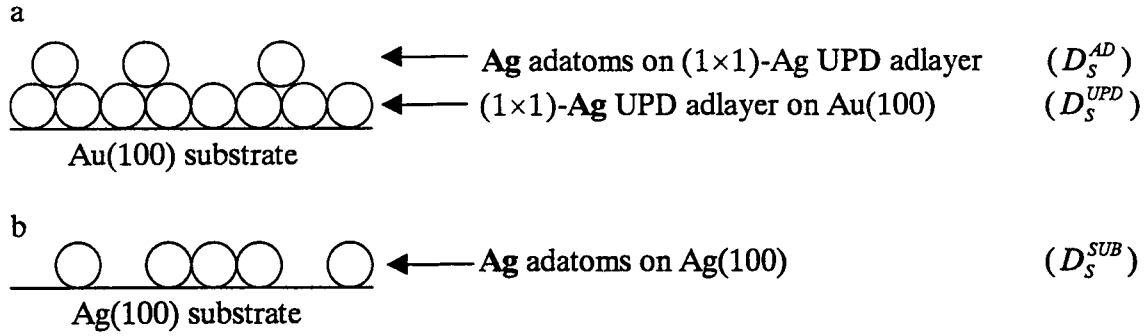 a
Ag adatoms on (1×1)-Ag UPD adlayer (D_S^{AD})
(1×1)-Ag UPD adlayer on Au(100) (D_S^{UPD})
Au(100) substrate
b
Ag adatoms on Ag(100) (D_S^{SUB})
Ag(100) substrate